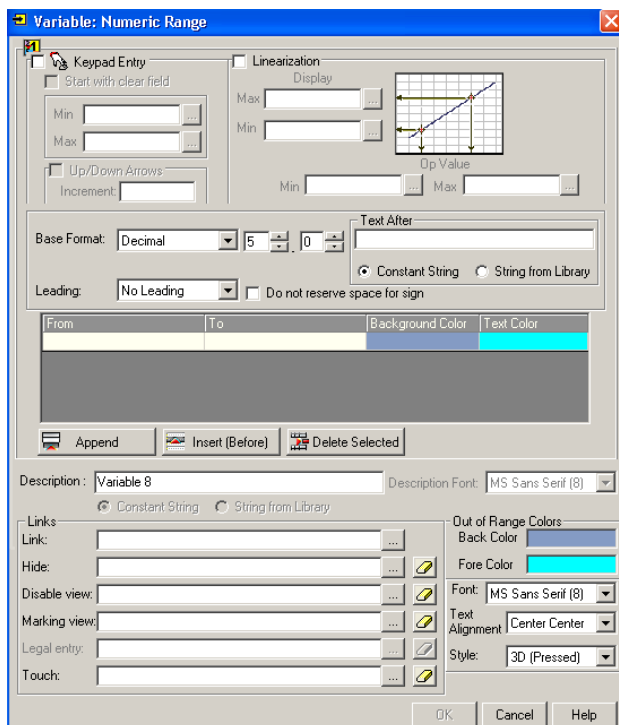 Variable: Numeric Range
Keypad Entry
Start with clear field
Min ...
Max ...
Up/Down Arrows
Increment:
Linearization
Display
Max ...
Min ...
Op Value
Min ... Max ...
Base Format: Decimal 5 . 0
Text After
Constant String String from Library
Leading: No Leading Do not reserve space for sign
From To Background Color Text Color
Append Insert (Before) Delete Selected
Description : Variable 8 Description Font: MS Sans Serif (8)
Constant String String from Library
Links
Link: ...
Hide: ...
Disable view: ...
Marking view: ...
Legal entry: ...
Touch: ...
Out of Range Colors
Back Color
Fore Color
Font: MS Sans Serif (8)
Text
Alignment Center Center
Style: 3D (Pressed)
OK Cancel Help